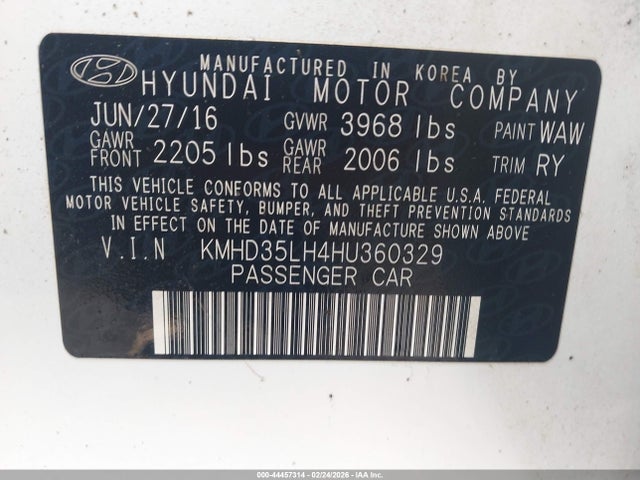 MANUFACTURED IN KOREA BY
HYUNDAI MOTOR COMPANY
JUN/27/16 GVWR 3968 lbs PAINT WAW
GAWR FRONT 2205 lbs GAWR REAR 2006 lbs TRIM RY
THIS VEHICLE CONFORMS TO ALL APPLICABLE U.S.A. FEDERAL
MOTOR VEHICLE SAFETY, BUMPER, AND THEFT PREVENTION STANDARDS
IN EFFECT ON THE DATE OF MANUFACTURE SHOWN ABOVE
V.I.N KMHD35LH4HU360329
PASSENGER CAR
000-44457314 - 02/24/2026 - IAA Inc.